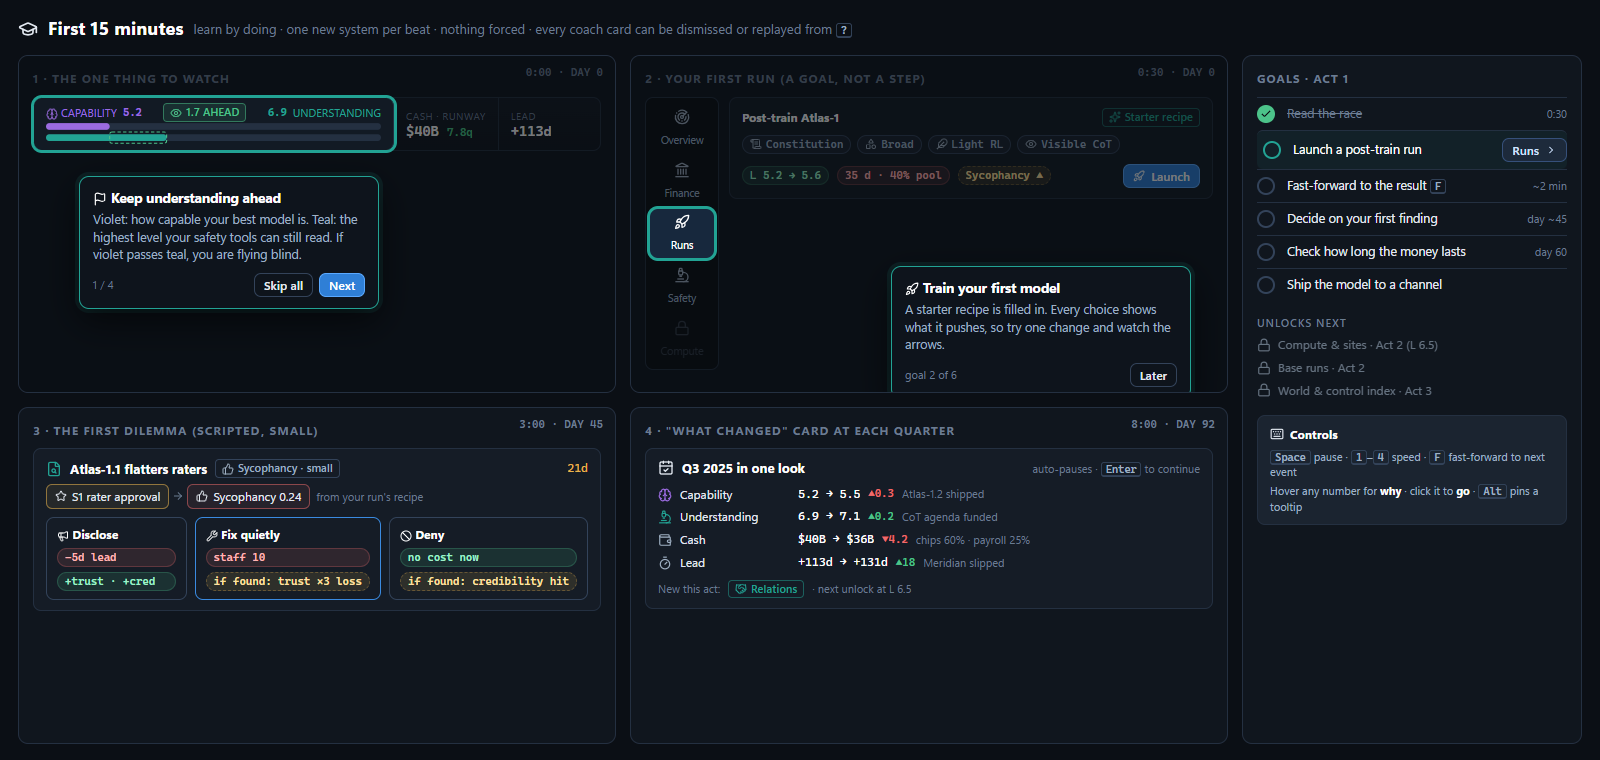 First 15 minutes learn by doing · one new system per beat · nothing forced · every coach card can be dismissed or replayed from ?
1 · THE ONE THING TO WATCH 0:00 · DAY 0
CAPABILITY 5.2 1.7 AHEAD 6.9 UNDERSTANDING
CASH · RUNWAY
$40B 7.8q
LEAD
+113d
Keep understanding ahead
Violet: how capable your best model is. Teal: the
highest level your safety tools can still read. If
violet passes teal, you are flying blind.
1 / 4 Skip all Next
2 · YOUR FIRST RUN (A GOAL, NOT A STEP) 0:30 · DAY 0
Overview
Finance
Runs
Safety
Compute
Post-train Atlas-1 Starter recipe
Constitution Broad Light RL Visible CoT
L 5.2 → 5.6 35 d · 40% pool Sycophancy ▲ Launch
Train your first model
A starter recipe is filled in. Every choice shows
what it pushes, so try one change and watch the
arrows.
goal 2 of 6 Later
3 · THE FIRST DILEMMA (SCRIPTED, SMALL) 3:00 · DAY 45
Atlas-1.1 flatters raters Sycophancy · small 21d
S1 rater approval → Sycophancy 0.24 from your run's recipe
Disclose
−5d lead
+trust · +cred
Fix quietly
staff 10
if found: trust ×3 loss
Deny
no cost now
if found: credibility hit
4 · "WHAT CHANGED" CARD AT EACH QUARTER 8:00 · DAY 92
Q3 2025 in one look auto-pauses · Enter to continue
Capability 5.2 → 5.5 ▲0.3 Atlas-1.2 shipped
Understanding 6.9 → 7.1 ▲0.2 CoT agenda funded
Cash $40B → $36B ▼4.2 chips 60% · payroll 25%
Lead +113d → +131d ▲18 Meridian slipped
New this act: Relations · next unlock at L 6.5
GOALS · ACT 1
Read the race 0:30
Launch a post-train run Runs >
Fast-forward to the result F ~2 min
Decide on your first finding day ~45
Check how long the money lasts day 60
Ship the model to a channel
UNLOCKS NEXT
Compute & sites · Act 2 (L 6.5)
Base runs · Act 2
World & control index · Act 3
Controls
Space pause · 1–4 speed · F fast-forward to next
event
Hover any number for why · click it to go · Alt pins a
tooltip